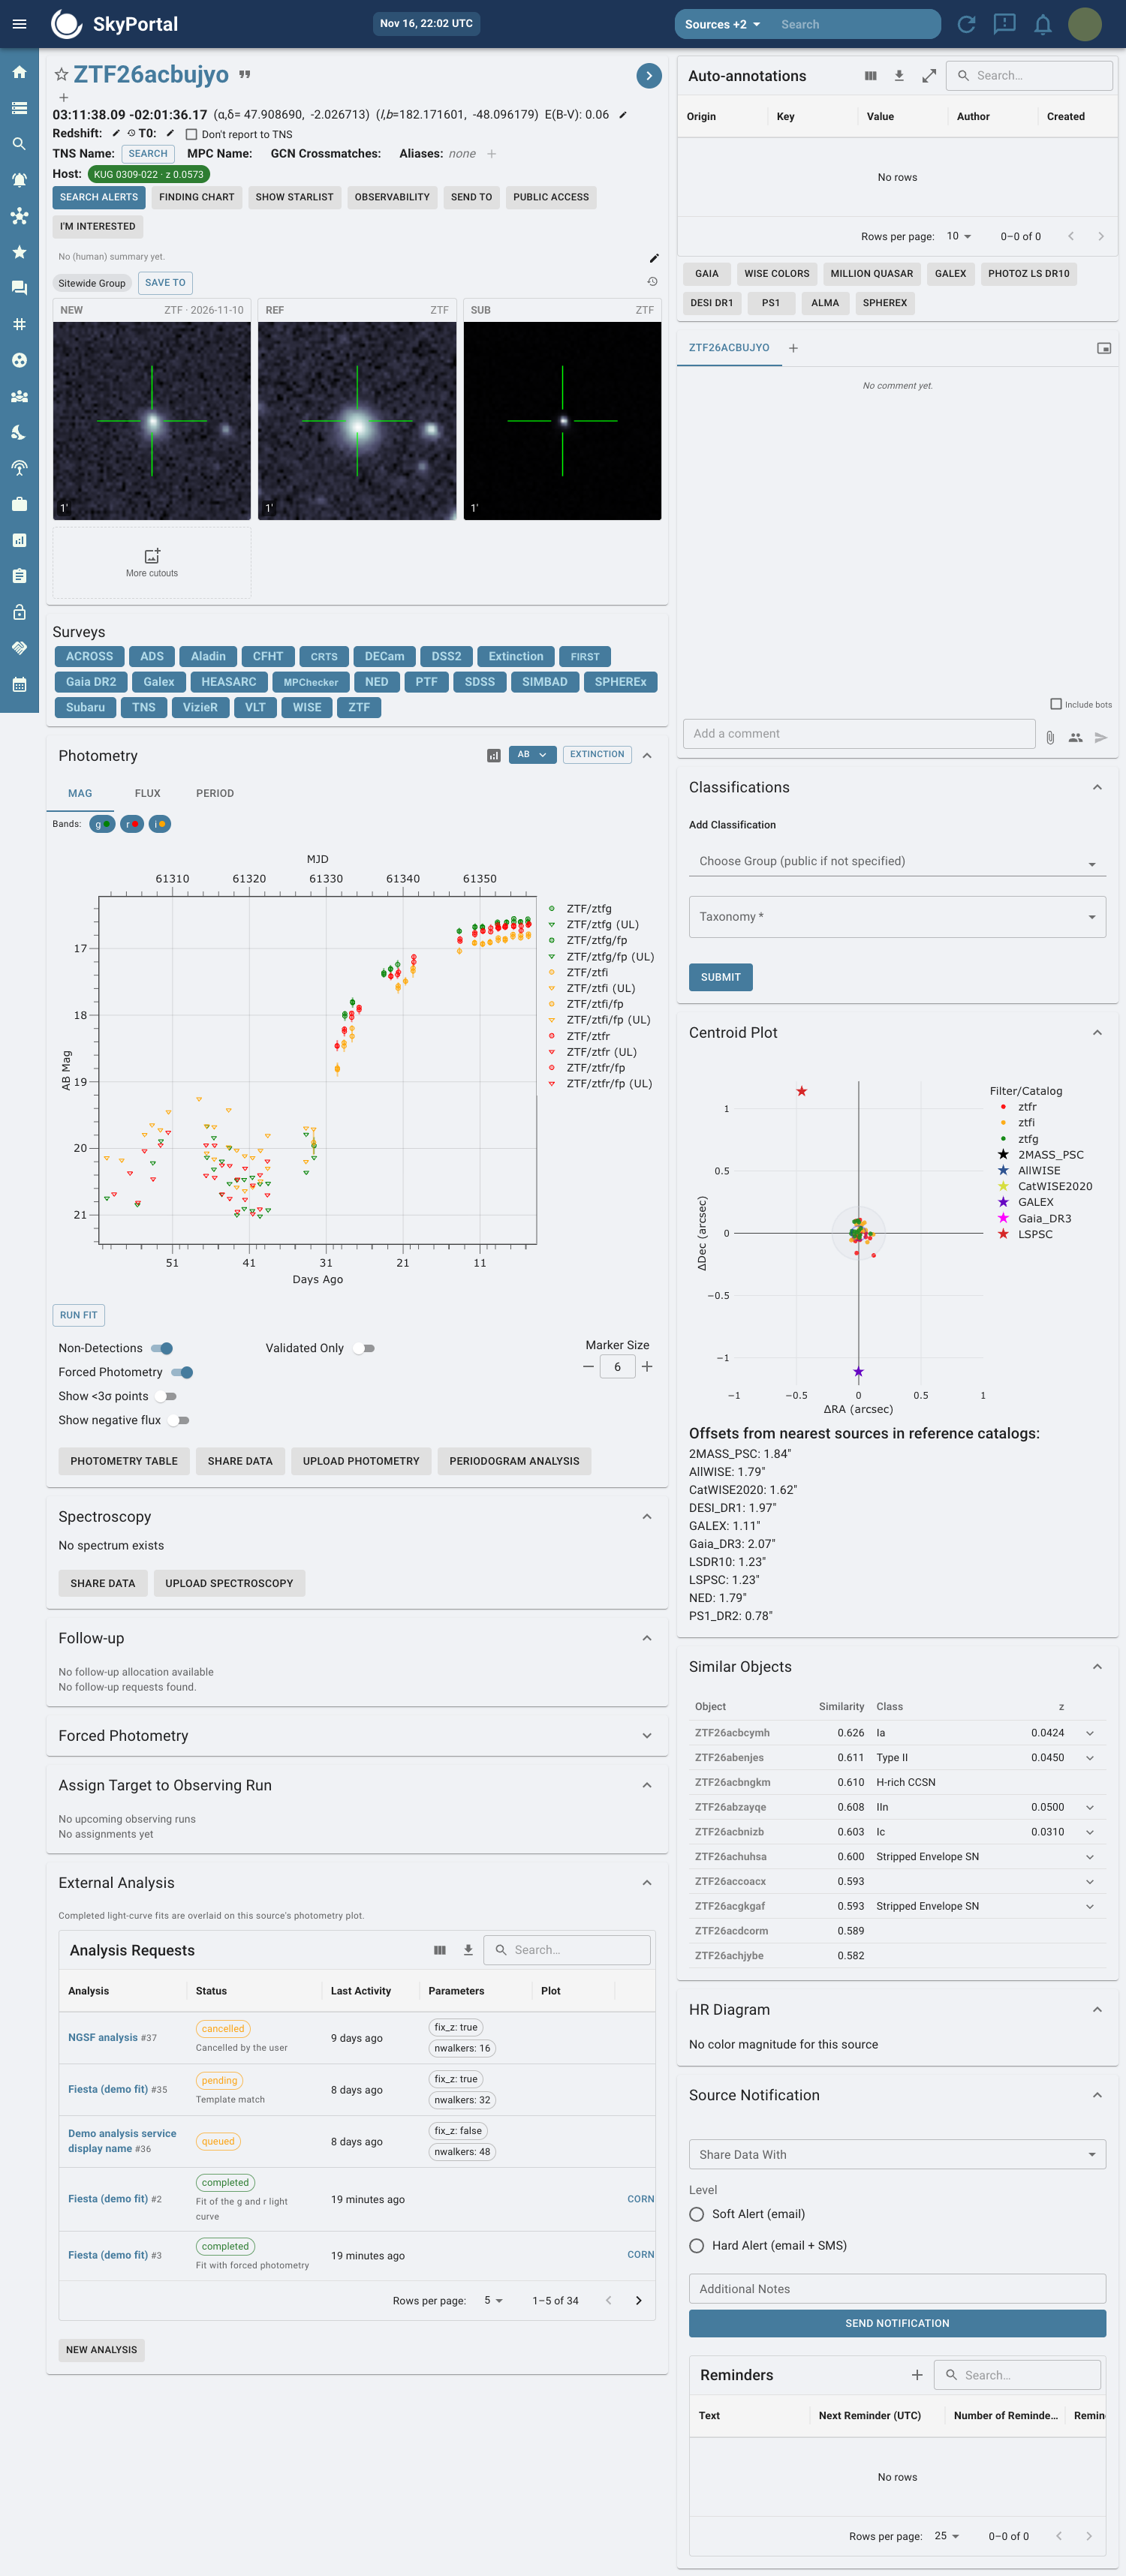 SkyPortal
Nov 16, 22:02 UTC
Sources +2
Search
ZTF26acbujyo
03:11:38.09 -02:01:36.17 (α,δ= 47.908690, -2.026713) (l,b=182.171601, -48.096179) E(B-V): 0.06
Redshift: T0: Don't report to TNS
TNS Name: SEARCH MPC Name: GCN Crossmatches: Aliases: none
Host: KUG 0309-022 · z 0.0573
SEARCH ALERTS FINDING CHART SHOW STARLIST OBSERVABILITY SEND TO PUBLIC ACCESS
I'M INTERESTED
No (human) summary yet.
Sitewide Group SAVE TO
NEW ZTF · 2026-11-10 REF ZTF SUB ZTF
1' 1' 1'
More cutouts
Surveys
ACROSS ADS Aladin CFHT CRTS DECam DSS2 Extinction FIRST
Gaia DR2 Galex HEASARC MPChecker NED PTF SDSS SIMBAD SPHEREx
Subaru TNS VizieR VLT WISE ZTF
Photometry
AB EXTINCTION
MAG FLUX PERIOD
Bands: g r i
MJD
61310 61320 61330 61340 61350
17
18
19
20
21
AB Mag
51 41 31 21 11
Days Ago
ZTF/ztfg
ZTF/ztfg (UL)
ZTF/ztfg/fp
ZTF/ztfg/fp (UL)
ZTF/ztfi
ZTF/ztfi (UL)
ZTF/ztfi/fp
ZTF/ztfi/fp (UL)
ZTF/ztfr
ZTF/ztfr (UL)
ZTF/ztfr/fp
ZTF/ztfr/fp (UL)
RUN FIT
Non-Detections Validated Only Marker Size
Forced Photometry 6
Show <3σ points
Show negative flux
PHOTOMETRY TABLE SHARE DATA UPLOAD PHOTOMETRY PERIODOGRAM ANALYSIS
Spectroscopy
No spectrum exists
SHARE DATA UPLOAD SPECTROSCOPY
Follow-up
No follow-up allocation available
No follow-up requests found.
Forced Photometry
Assign Target to Observing Run
No upcoming observing runs
No assignments yet
External Analysis
Completed light-curve fits are overlaid on this source's photometry plot.
Analysis Requests Search...
Analysis Status Last Activity Parameters Plot
NGSF analysis #37 cancelled Cancelled by the user 9 days ago fix_z: true nwalkers: 16
Fiesta (demo fit) #35 pending Template match 8 days ago fix_z: true nwalkers: 32
Demo analysis service display name #36 queued 8 days ago fix_z: false nwalkers: 48
Fiesta (demo fit) #2 completed Fit of the g and r light curve 19 minutes ago CORN
Fiesta (demo fit) #3 completed Fit with forced photometry 19 minutes ago CORN
Rows per page: 5 1–5 of 34
NEW ANALYSIS
Auto-annotations Search...
Origin Key Value Author Created
No rows
Rows per page: 10 0–0 of 0
GAIA WISE COLORS MILLION QUASAR GALEX PHOTOZ LS DR10
DESI DR1 PS1 ALMA SPHEREX
ZTF26ACBUJYO
No comment yet.
Include bots
Add a comment
Classifications
Add Classification
Choose Group (public if not specified)
Taxonomy *
SUBMIT
Centroid Plot
1
0.5
0
−0.5
−1
ΔDec (arcsec)
−1 −0.5 0 0.5 1
ΔRA (arcsec)
Filter/Catalog
ztfr
ztfi
ztfg
2MASS_PSC
AllWISE
CatWISE2020
GALEX
Gaia_DR3
LSPSC
Offsets from nearest sources in reference catalogs:
2MASS_PSC: 1.84"
AllWISE: 1.79"
CatWISE2020: 1.62"
DESI_DR1: 1.97"
GALEX: 1.11"
Gaia_DR3: 2.07"
LSDR10: 1.23"
LSPSC: 1.23"
NED: 1.79"
PS1_DR2: 0.78"
Similar Objects
Object Similarity Class z
ZTF26acbcymh 0.626 Ia 0.0424
ZTF26abenjes 0.611 Type II 0.0450
ZTF26acbngkm 0.610 H-rich CCSN
ZTF26abzayqe 0.608 IIn 0.0500
ZTF26acbnizb 0.603 Ic 0.0310
ZTF26achuhsa 0.600 Stripped Envelope SN
ZTF26accoacx 0.593
ZTF26acgkgaf 0.593 Stripped Envelope SN
ZTF26acdcorm 0.589
ZTF26achjybe 0.582
HR Diagram
No color magnitude for this source
Source Notification
Share Data With
Level
Soft Alert (email)
Hard Alert (email + SMS)
Additional Notes
SEND NOTIFICATION
Reminders Search...
Text Next Reminder (UTC) Number of Reminde... Remin
No rows
Rows per page: 25 0–0 of 0